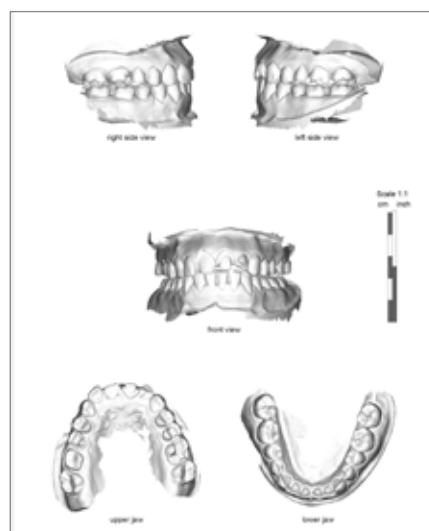 right side view
left side view
Scale 1:1
cm inch
front view
upper jaw
lower jaw